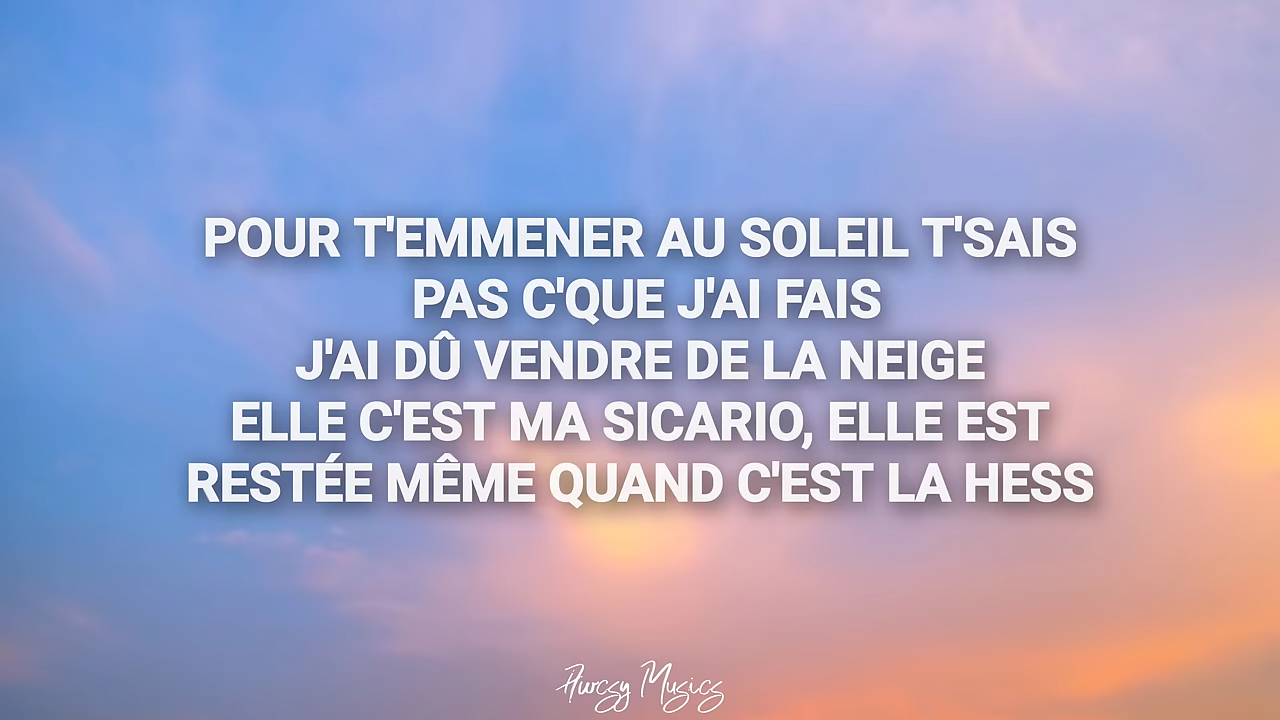 POUR T'EMMENER AU SOLEIL T'SAIS
PAS C'QUE J'AI FAIS
J'AI DÛ VENDRE DE LA NEIGE
ELLE C'EST MA SICARIO, ELLE EST
RESTÉE MÊME QUAND C'EST LA HESS
Awcsy Musics